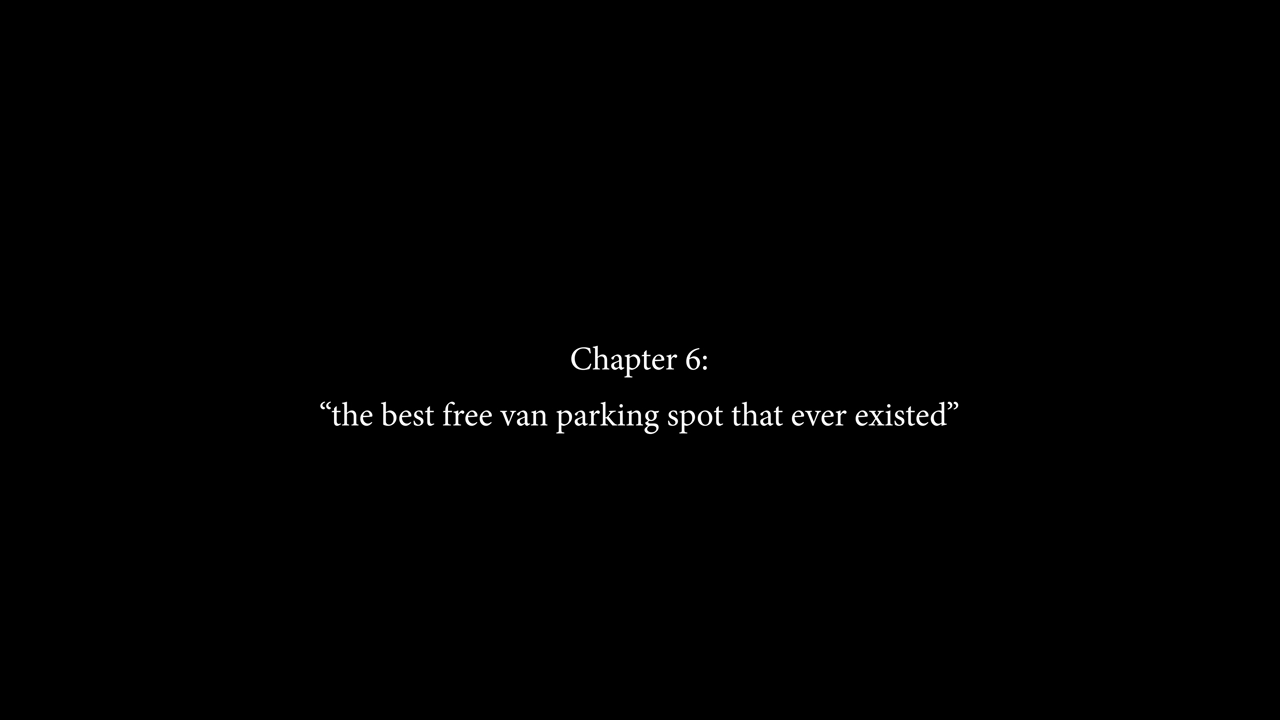 Chapter 6:
“the best free van parking spot that ever existed”